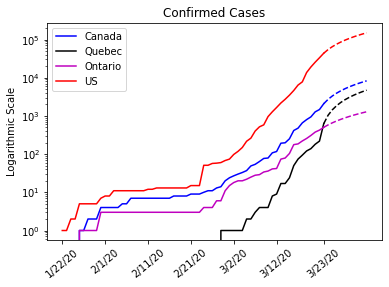 Confirmed Cases
Canada
Quebec
Ontario
US
Logarithmic Scale
10^5
10^4
10^3
10^2
10^1
10^0
1/22/20
2/1/20
2/11/20
2/21/20
3/2/20
3/12/20
3/23/20